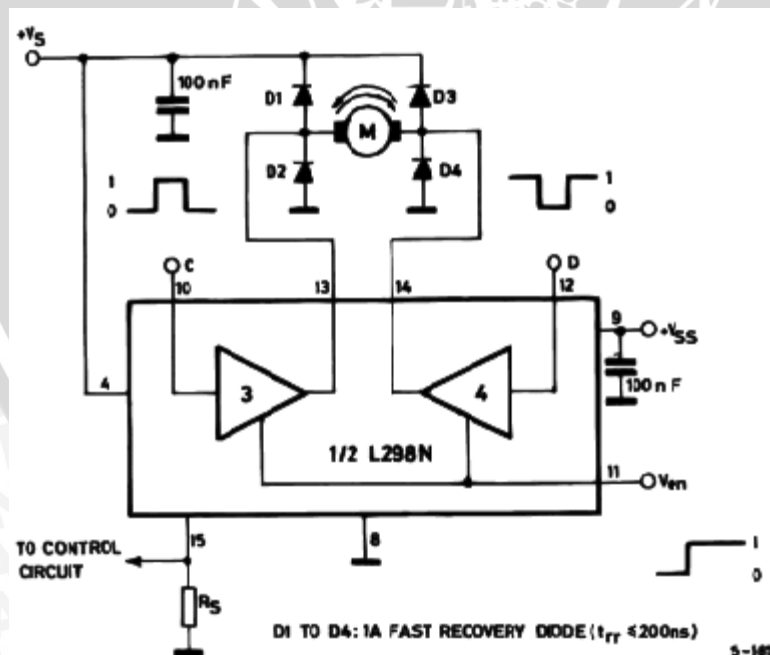 +Vs
100nF
D1
D3
M
D2
D4
1
0
1
0
C
D
10
13
14
12
9
+Vss
4
3
4
100nF
1/2 L298N
11
Ven
15
8
TO CONTROL
CIRCUIT
1
0
RS
D1 TO D4: 1A FAST RECOVERY DIODE (trr ≤200ns)